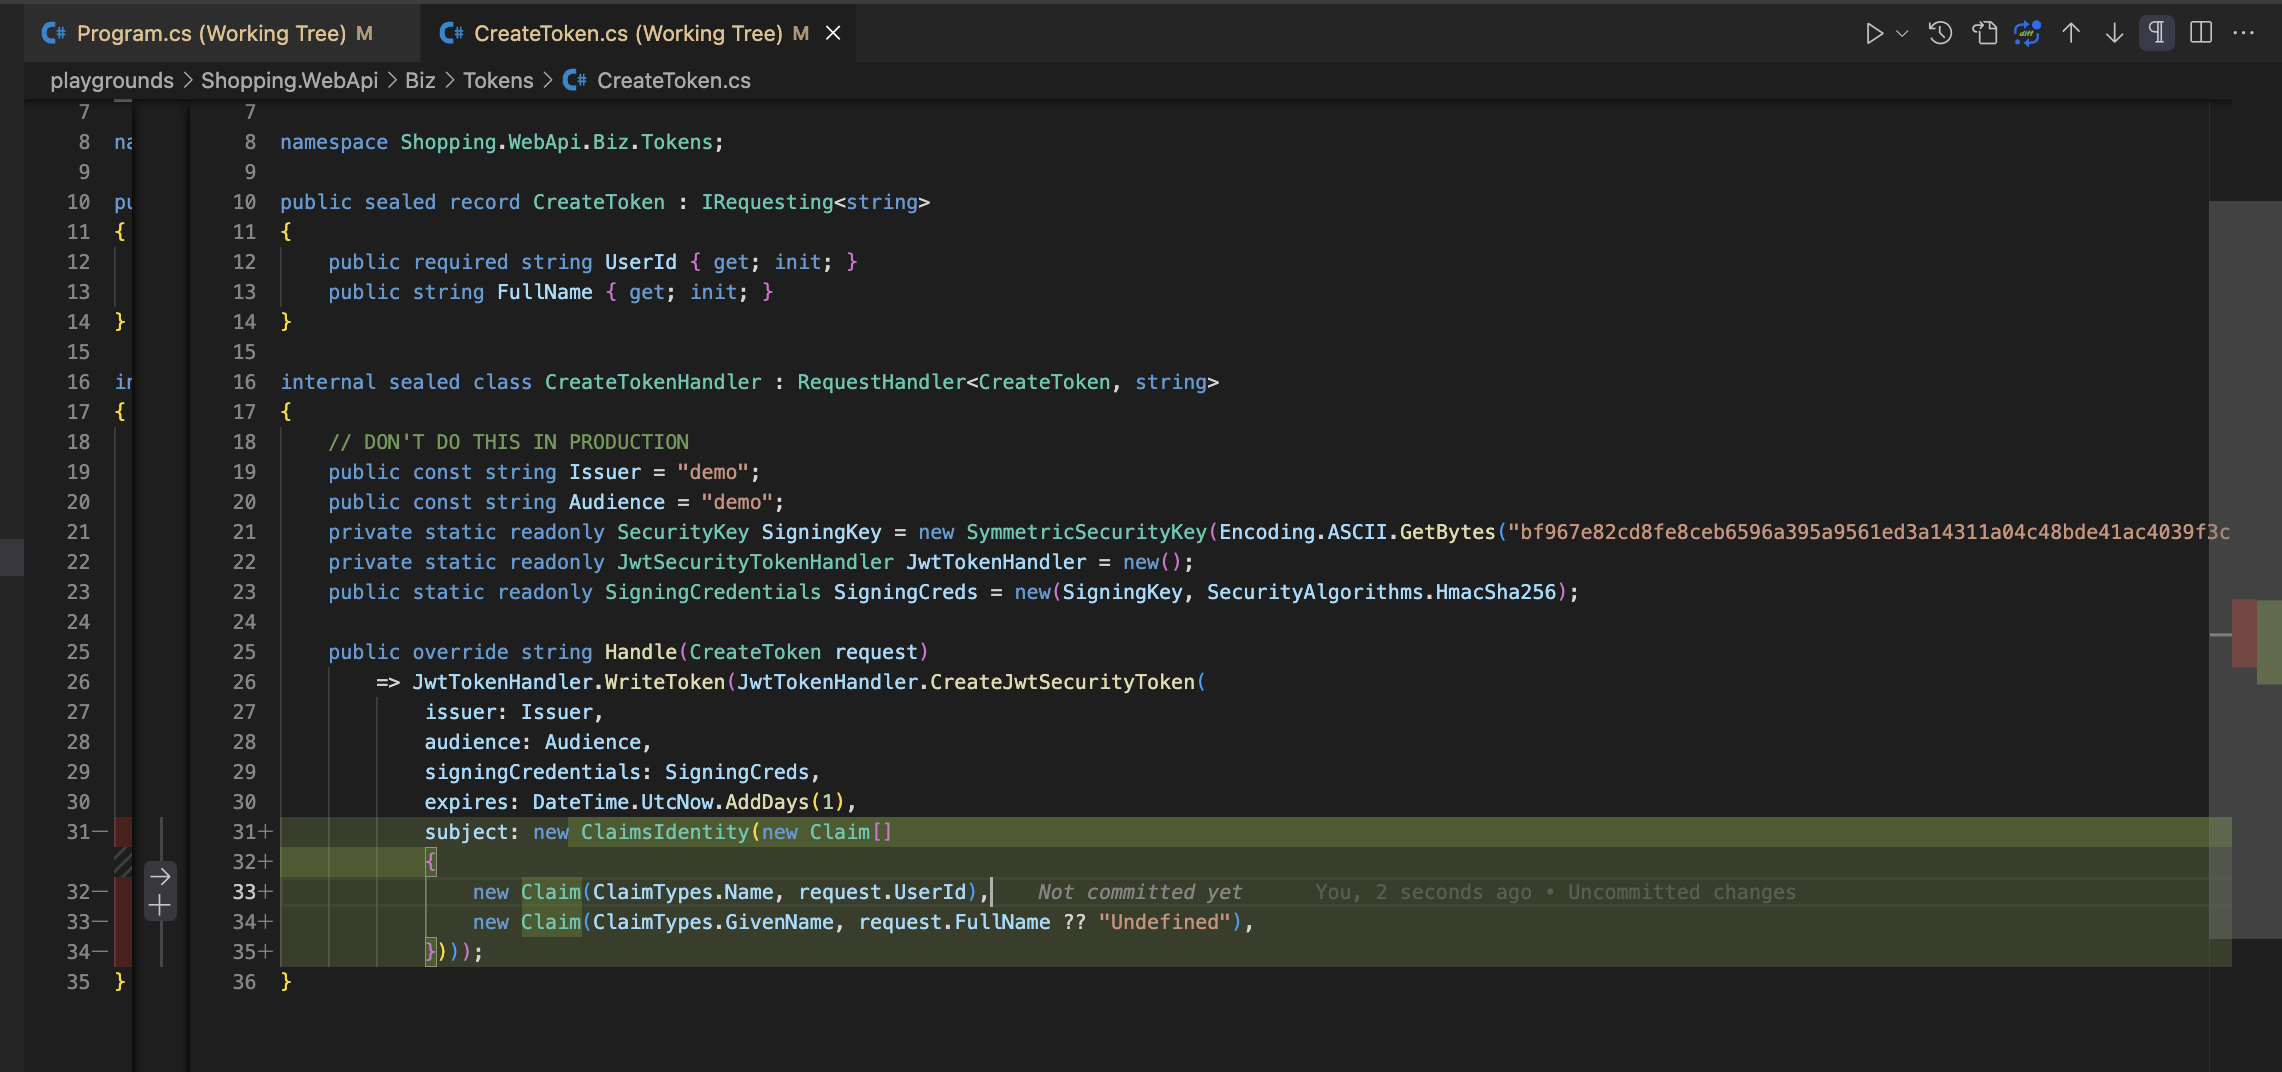 Program.cs (Working Tree) M
CreateToken.cs (Working Tree) M
playgrounds > Shopping.WebApi > Biz > Tokens > CreateToken.cs
7 7
8 na 8 namespace Shopping.WebApi.Biz.Tokens;
9 9
10 pu 10 public sealed record CreateToken : IRequesting<string>
11 { 11 {
12 12 public required string UserId { get; init; }
13 13 public string FullName { get; init; }
14 } 14 }
15 15
16 in 16 internal sealed class CreateTokenHandler : RequestHandler<CreateToken, string>
17 { 17 {
18 18 // DON'T DO THIS IN PRODUCTION
19 19 public const string Issuer = "demo";
20 20 public const string Audience = "demo";
21 21 private static readonly SecurityKey SigningKey = new SymmetricSecurityKey(Encoding.ASCII.GetBytes("bf967e82cd8fe8ceb6596a395a9561ed3a14311a04c48bde41ac4039f3c
22 22 private static readonly JwtSecurityTokenHandler JwtTokenHandler = new();
23 23 public static readonly SigningCredentials SigningCreds = new(SigningKey, SecurityAlgorithms.HmacSha256);
24 24
25 25 public override string Handle(CreateToken request)
26 26 => JwtTokenHandler.WriteToken(JwtTokenHandler.CreateJwtSecurityToken(
27 27 issuer: Issuer,
28 28 audience: Audience,
29 29 signingCredentials: SigningCreds,
30 30 expires: DateTime.UtcNow.AddDays(1),
31— 31+ subject: new ClaimsIdentity(new Claim[]
32+ {
32— 33+ new Claim(ClaimTypes.Name, request.UserId), Not committed yet You, 2 seconds ago • Uncommitted changes
33— 34+ new Claim(ClaimTypes.GivenName, request.FullName ?? "Undefined"),
34— 35+ })));
35 } 36 }